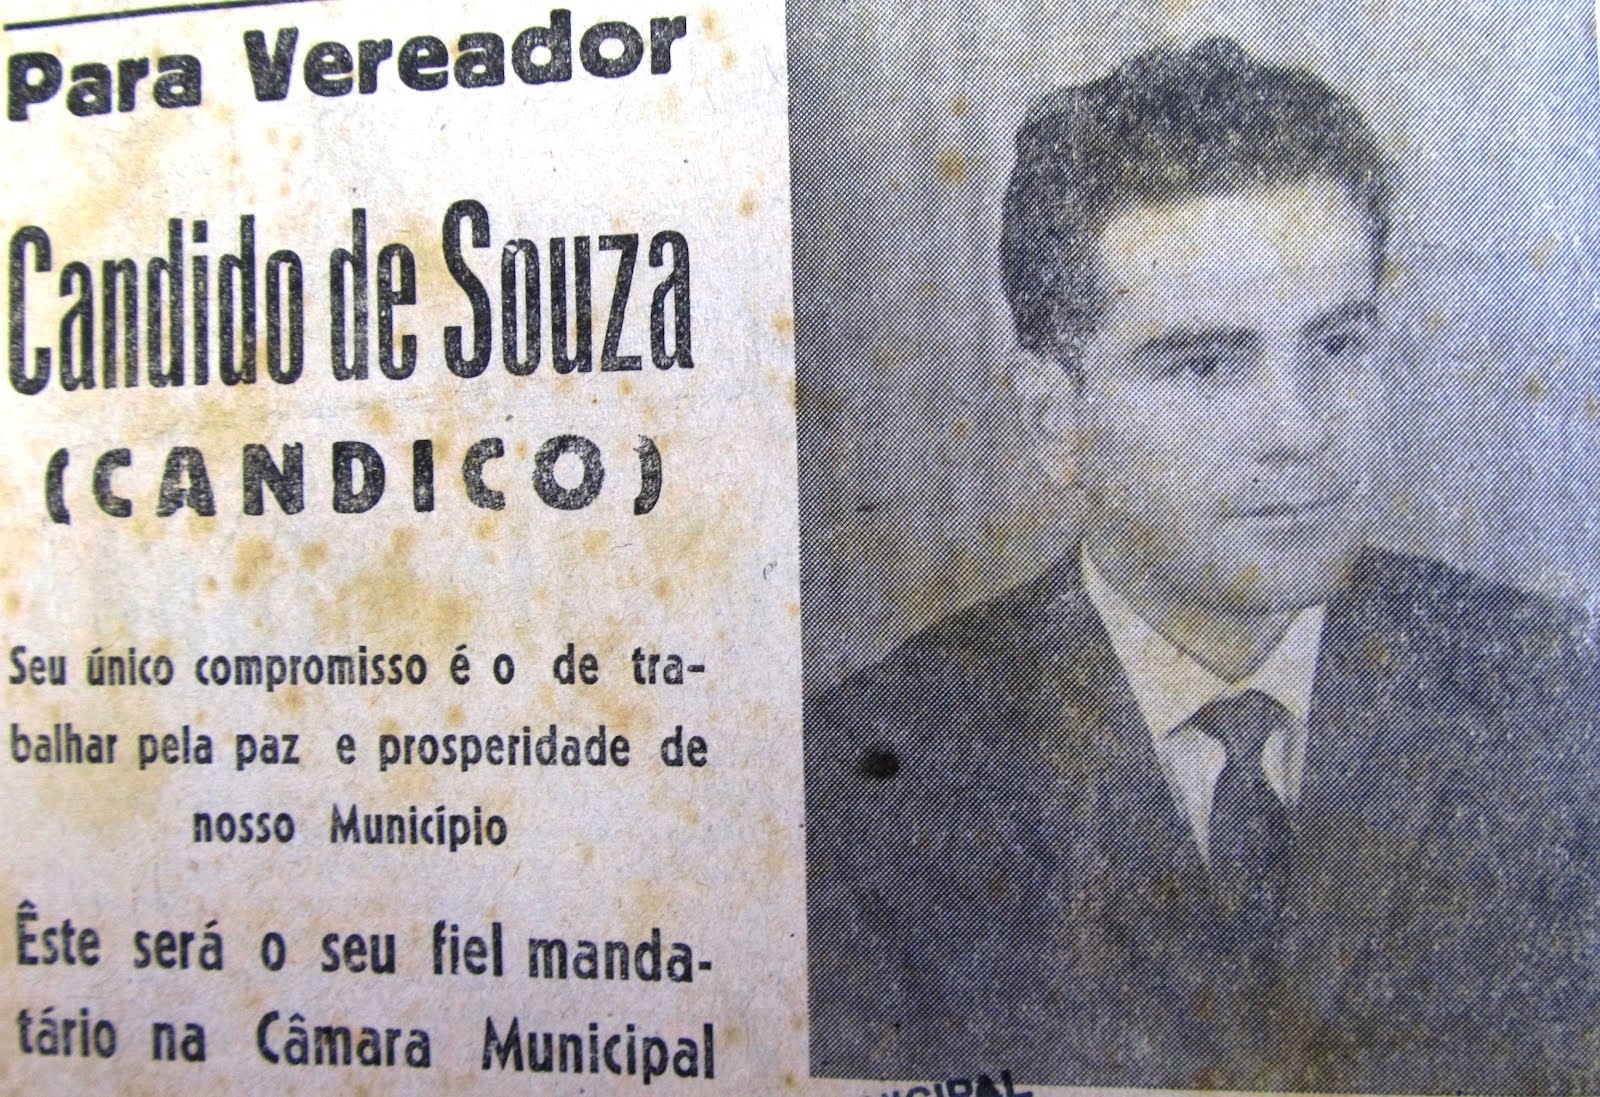 Para Vereador
Candido de Souza
(CANDICO)
Seu único compromisso é o de tra-
balhar pela paz e prosperidade de
nosso Município
Êste será o seu fiel manda-
tário na Câmara Municipal